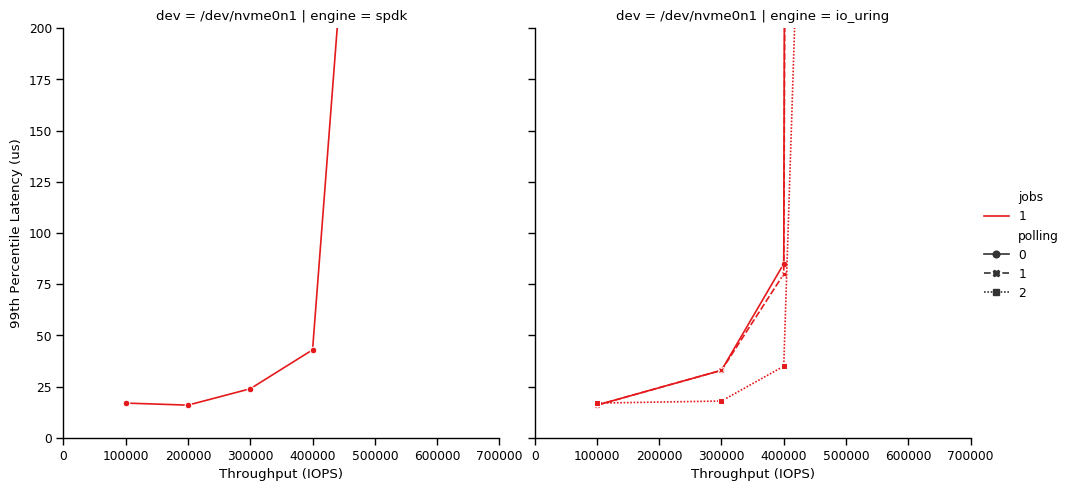 dev = /dev/nvme0n1 | engine = spdk
dev = /dev/nvme0n1 | engine = io_uring
99th Percentile Latency (us)
200
175
150
125
100
75
50
25
0
0 100000 200000 300000 400000 500000 600000 700000
0 100000 200000 300000 400000 500000 600000 700000
Throughput (IOPS)
Throughput (IOPS)
jobs
1
polling
0
1
2